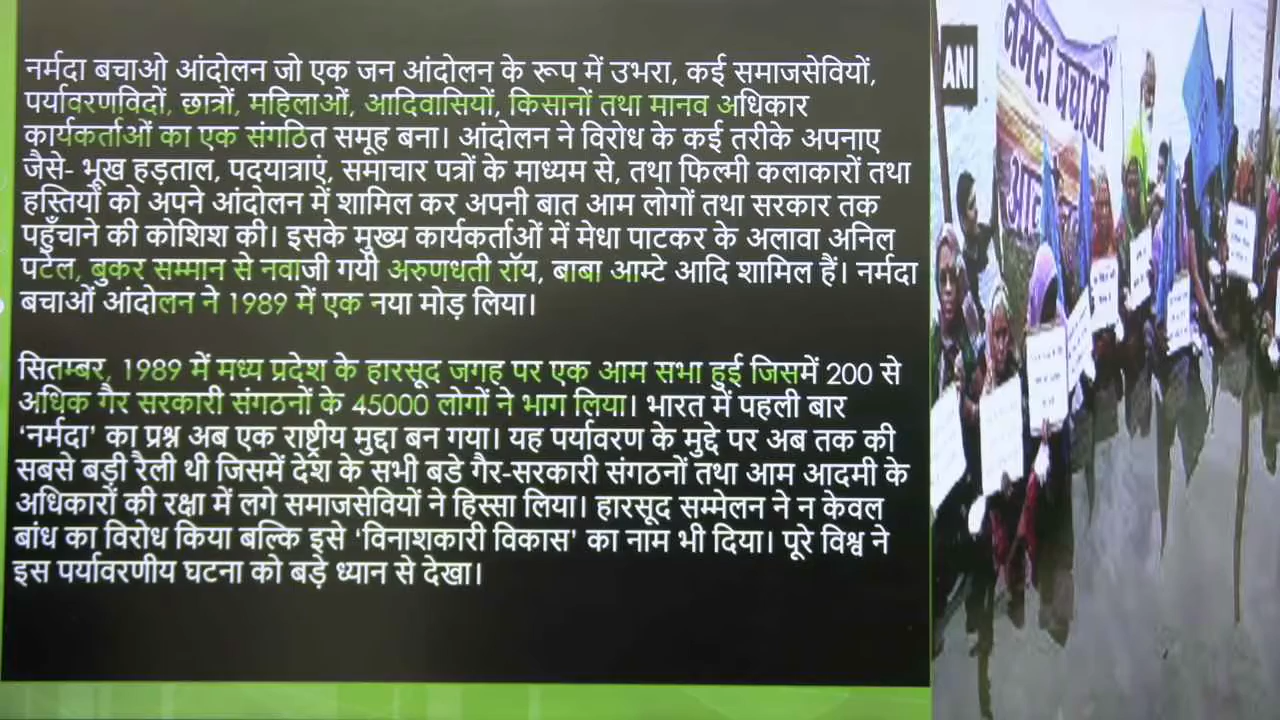 नर्मदा बचाओ आंदोलन जो एक जन आंदोलन के रूप में उभरा, कई समाजसेवियों,
पर्यावरणविदों, छात्रों, महिलाओं, आदिवासियों, किसानों तथा मानव अधिकार
कार्यकर्ताओं का एक संगठित समूह बना। आंदोलन ने विरोध के कई तरीके अपनाए
जैसे- भूख हड़ताल, पदयात्राएं, समाचार पत्रों के माध्यम से, तथा फिल्मी कलाकारों तथा
हस्तियों को अपने आंदोलन में शामिल कर अपनी बात आम लोगों तथा सरकार तक
पहुँचाने की कोशिश की। इसके मुख्य कार्यकर्ताओं में मेधा पाटकर के अलावा अनिल
पटेल, बुकर सम्मान से नवाजी गयी अरुणधती रॉय, बाबा आम्टे आदि शामिल हैं। नर्मदा
बचाओं आंदोलन ने 1989 में एक नया मोड़ लिया।
सितम्बर, 1989 में मध्य प्रदेश के हारसूद जगह पर एक आम सभा हुई जिसमें 200 से
अधिक गैर सरकारी संगठनों के 45000 लोगों ने भाग लिया। भारत में पहली बार
‘नर्मदा’ का प्रश्न अब एक राष्ट्रीय मुद्दा बन गया। यह पर्यावरण के मुद्दे पर अब तक की
सबसे बड़ी रैली थी जिसमें देश के सभी बडे गैर-सरकारी संगठनों तथा आम आदमी के
अधिकारों की रक्षा में लगे समाजसेवियों ने हिस्सा लिया। हारसूद सम्मेलन ने न केवल
बांध का विरोध किया बल्कि इसे ‘विनाशकारी विकास’ का नाम भी दिया। पूरे विश्व ने
इस पर्यावरणीय घटना को बड़े ध्यान से देखा।
ANI
नर्मदा बचाओं